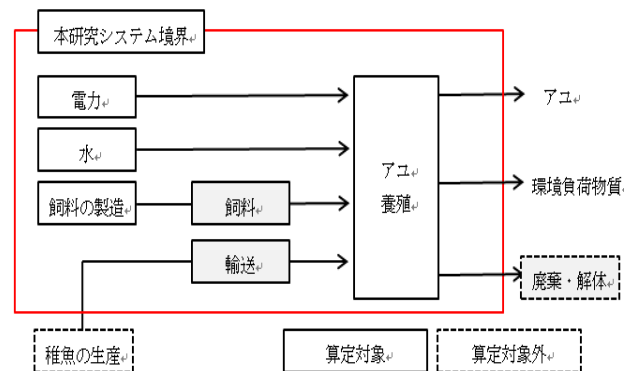 本研究システム境界
電力
アユ
水
アユ
養殖
環境負荷物質
飼料の製造
飼料
輸送
廃棄・解体
稚魚の生産
算定対象
算定対象外